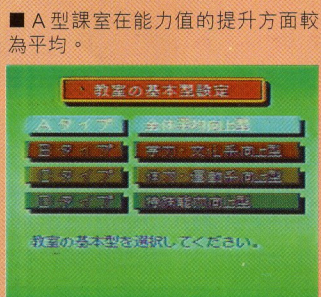 ■A型課室在能力值的提升方面較
為平均。
教室の基本型設定
Aタイプ 全体平均向上型
Bタイプ 学力・文化系向上型
Cタイプ 体力・運動系向上型
Dタイプ 特殊能力向上型
教室の基本型を選択してください。